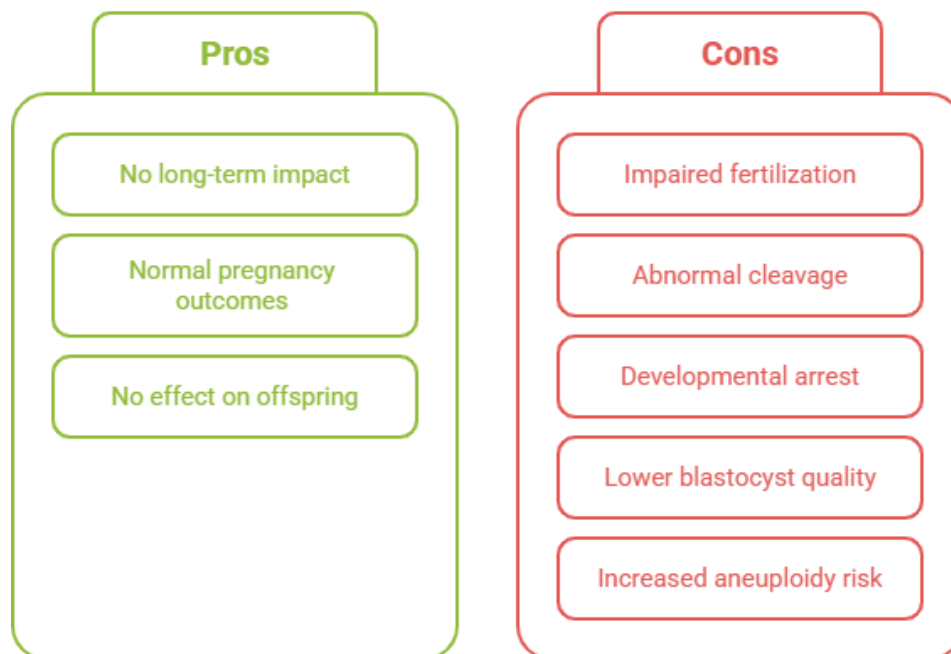 Pros
No long-term impact
Normal pregnancy
outcomes
No effect on offspring
Cons
Impaired fertilization
Abnormal cleavage
Developmental arrest
Lower blastocyst quality
Increased aneuploidy risk